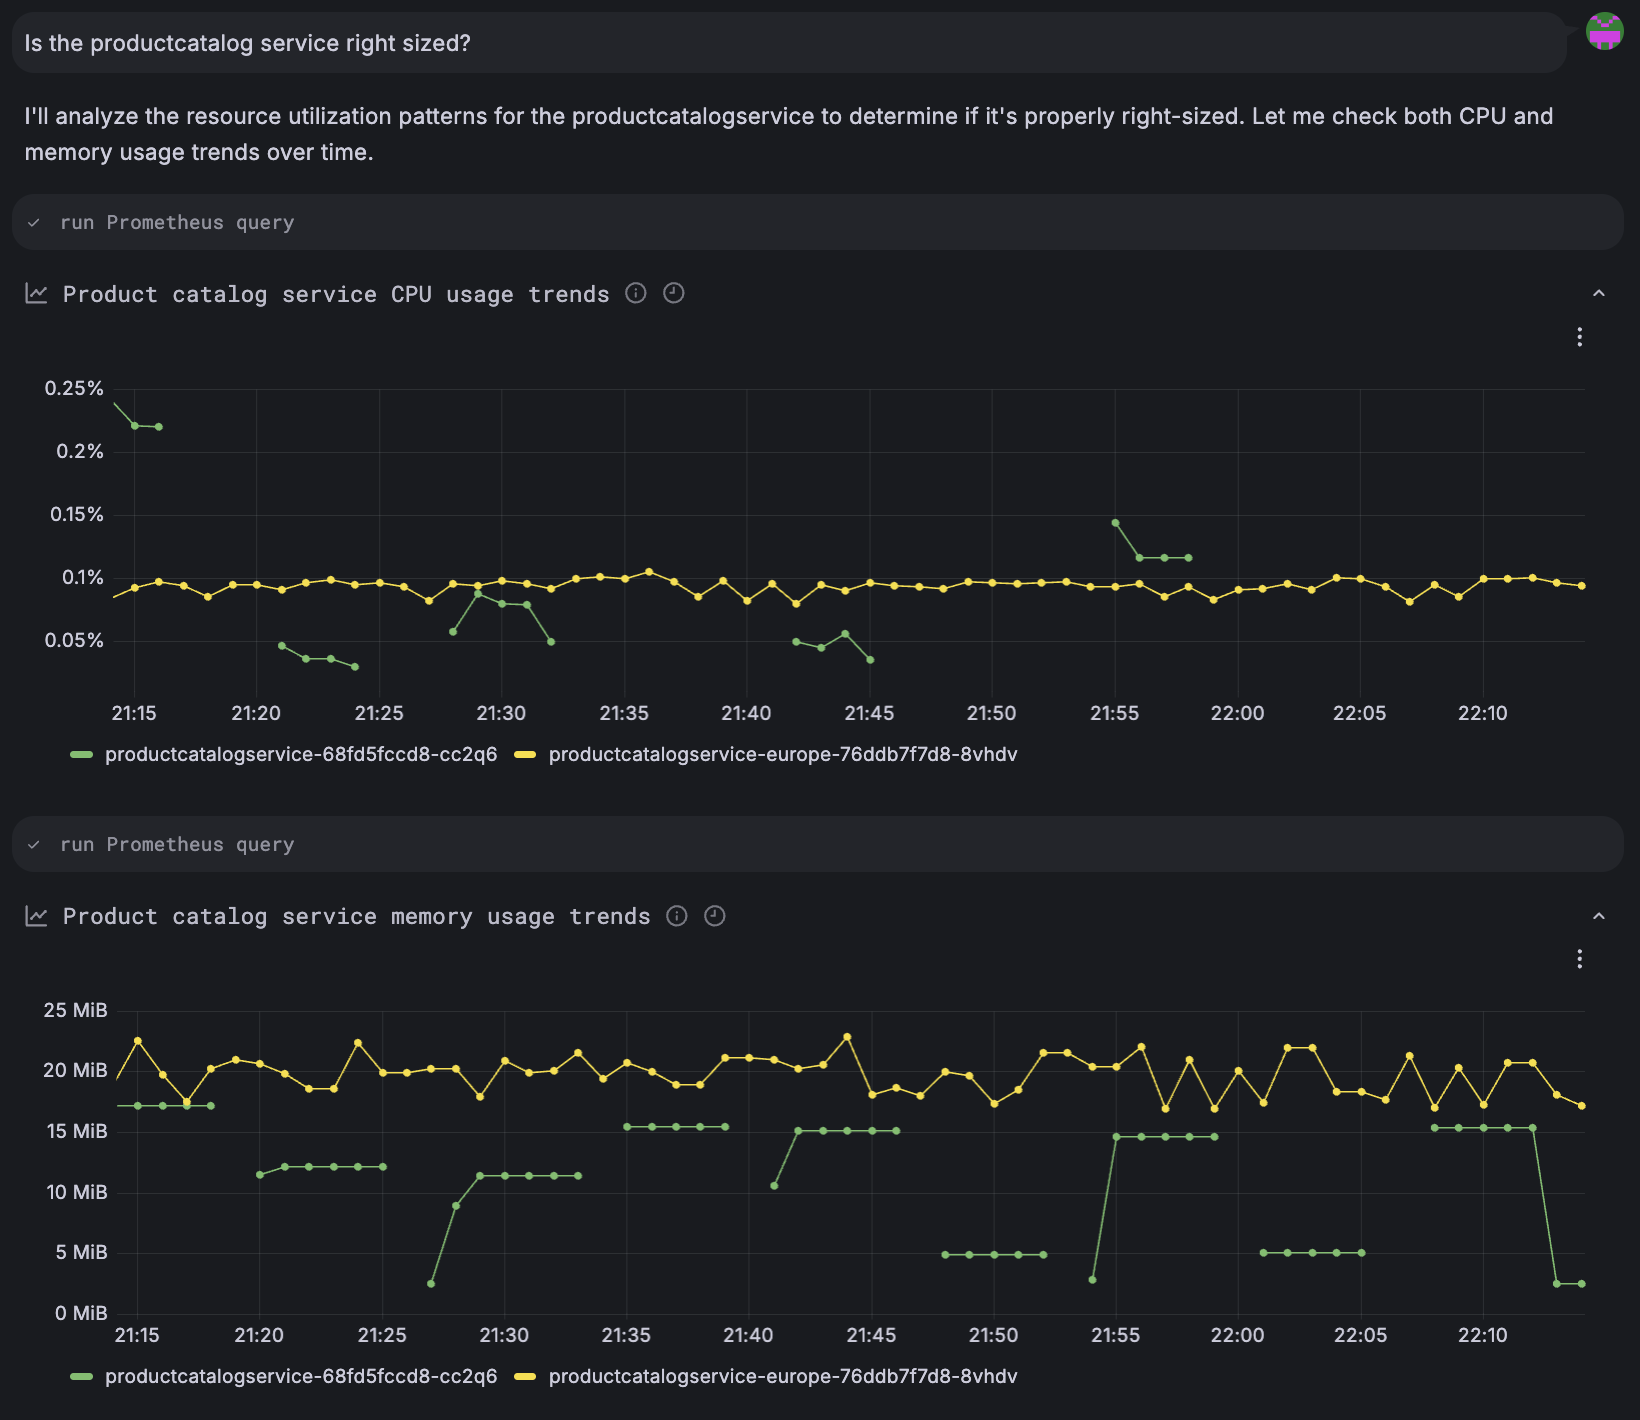 Is the productcatalog service right sized?
I'll analyze the resource utilization patterns for the productcatalogservice to determine if it's properly right-sized. Let me check both CPU and
memory usage trends over time.
run Prometheus query
Product catalog service CPU usage trends
0.25%
0.2%
0.15%
0.1%
0.05%
21:15 21:20 21:25 21:30 21:35 21:40 21:45 21:50 21:55 22:00 22:05 22:10
productcatalogservice-68fd5fccd8-cc2q6 productcatalogservice-europe-76ddb7f7d8-8vhdv
run Prometheus query
Product catalog service memory usage trends
25 MiB
20 MiB
15 MiB
10 MiB
5 MiB
0 MiB
21:15 21:20 21:25 21:30 21:35 21:40 21:45 21:50 21:55 22:00 22:05 22:10
productcatalogservice-68fd5fccd8-cc2q6 productcatalogservice-europe-76ddb7f7d8-8vhdv